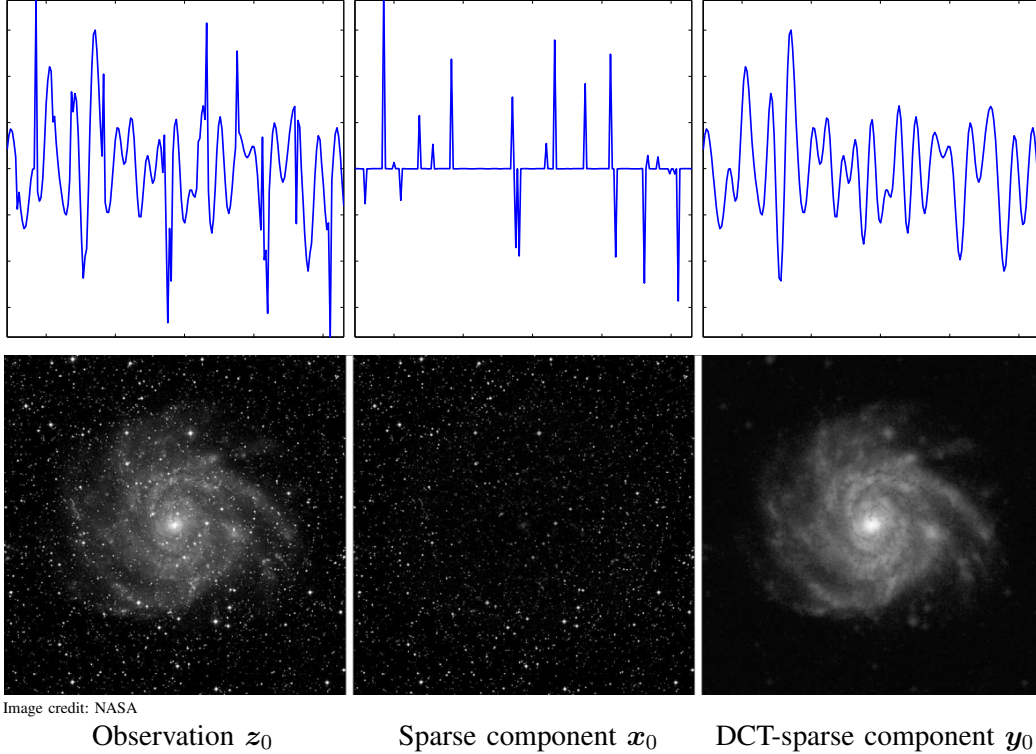 Image credit: NASA
Observation z₀
Sparse component x₀
DCT-sparse component y₀